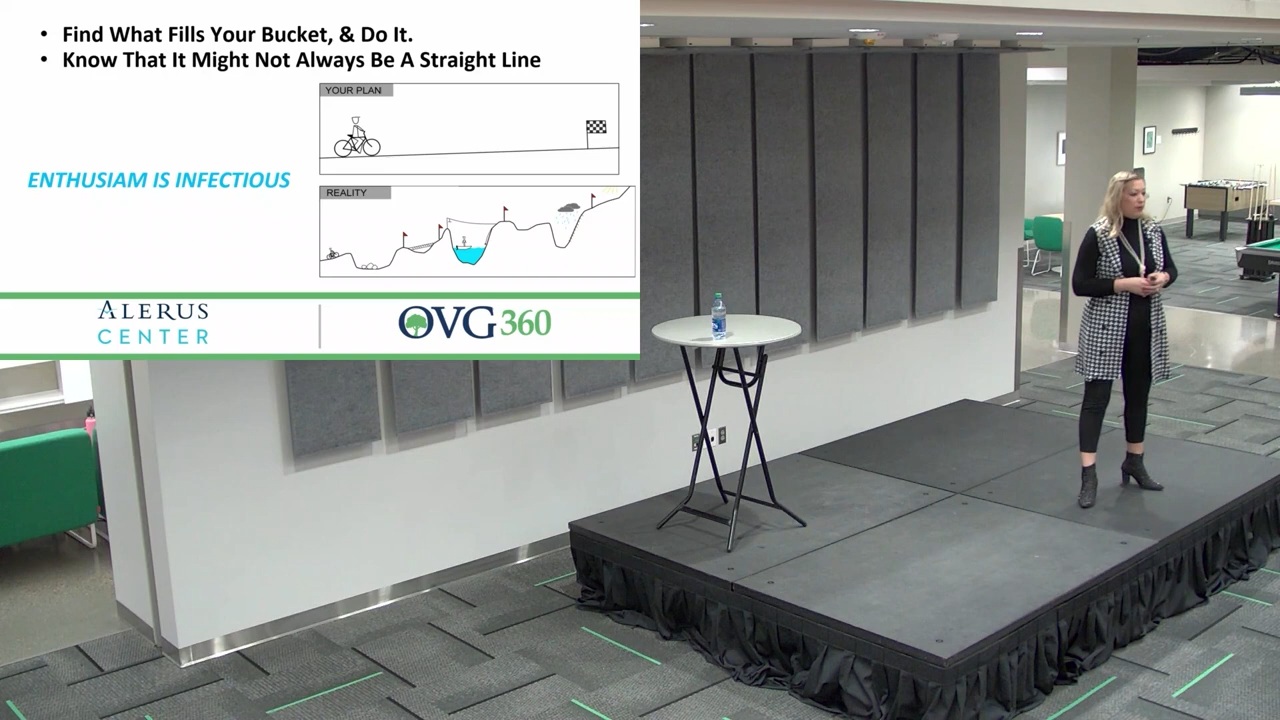 • Find What Fills Your Bucket, & Do It.
• Know That It Might Not Always Be A Straight Line
YOUR PLAN
ENTHUSIAM IS INFECTIOUS
REALITY
ALERUS
CENTER
OVG360